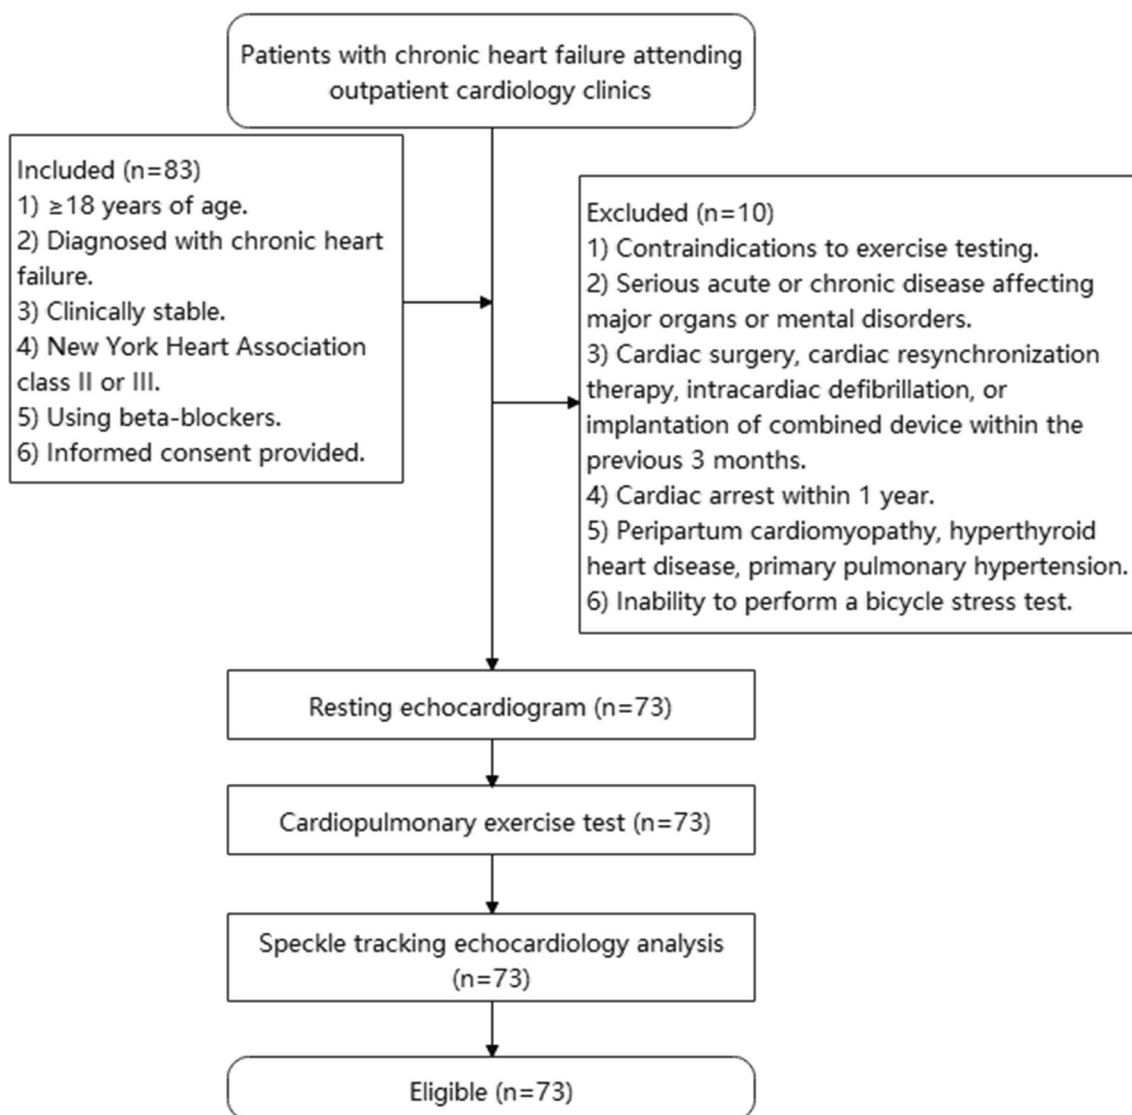 Patients with chronic heart failure attending
outpatient cardiology clinics
Included (n=83)
1) ≥18 years of age.
2) Diagnosed with chronic heart
failure.
3) Clinically stable.
4) New York Heart Association
class II or III.
5) Using beta-blockers.
6) Informed consent provided.
Excluded (n=10)
1) Contraindications to exercise testing.
2) Serious acute or chronic disease affecting
major organs or mental disorders.
3) Cardiac surgery, cardiac resynchronization
therapy, intracardiac defibrillation, or
implantation of combined device within the
previous 3 months.
4) Cardiac arrest within 1 year.
5) Peripartum cardiomyopathy, hyperthyroid
heart disease, primary pulmonary hypertension.
6) Inability to perform a bicycle stress test.
Resting echocardiogram (n=73)
Cardiopulmonary exercise test (n=73)
Speckle tracking echocardiology analysis
(n=73)
Eligible (n=73)